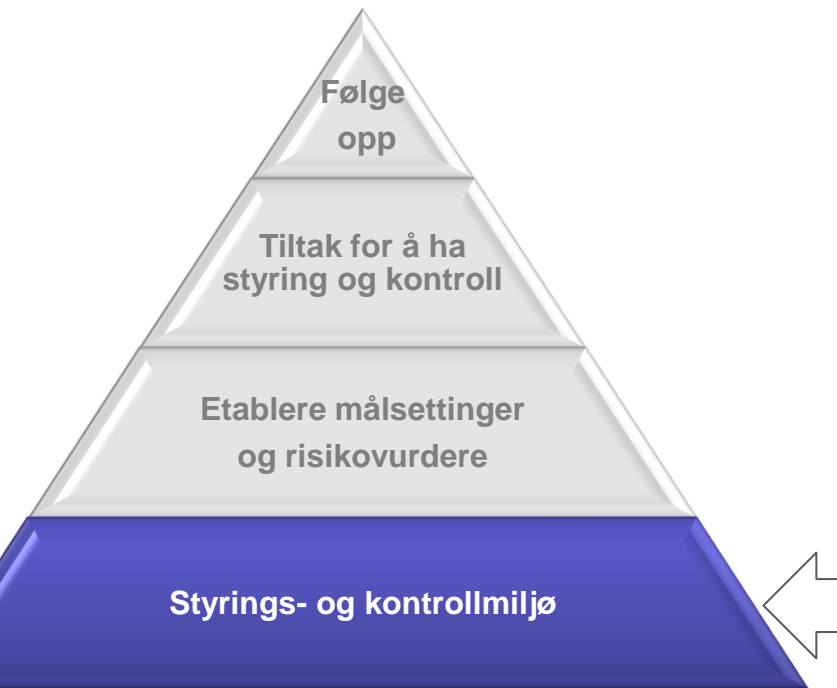 Følge
opp
Tiltak for å ha
styring og kontroll
Etablere målsettinger
og risikovurdere
Styrings- og kontrollmiljø